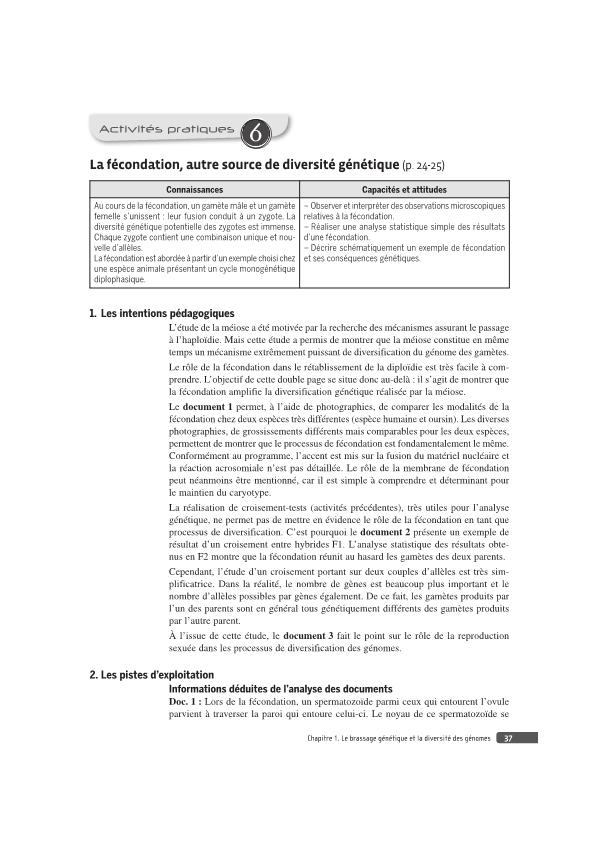 Activités pratiques 6
La fécondation, autre source de diversité génétique (p. 24-25)
Connaissances
Au cours de la fécondation, un gamète mâle et un gamète
femelle s'unissent : leur fusion conduit à un zygote. La
diversité génétique potentielle des zygotes est immense.
Chaque zygote contient une combinaison unique et nou-
velle d'allèles.
La fécondation est abordée à partir d'un exemple choisi chez
une espèce animale présentant un cycle monogénétique
diplophasique.
Capacités et attitudes
– Observer et interpréter des observations microscopiques
relatives à la fécondation.
– Réaliser une analyse statistique simple des résultats
d'une fécondation.
– Décrire schématiquement un exemple de fécondation
et ses conséquences génétiques.
1. Les intentions pédagogiques
L'étude de la méiose a été motivée par la recherche des mécanismes assurant le passage
à l'haploïdie. Mais cette étude a permis de montrer que la méiose constitue en même
temps un mécanisme extrêmement puissant de diversification du génome des gamètes.
Le rôle de la fécondation dans le rétablissement de la diploïdie est très facile à com-
prendre. L'objectif de cette double page se situe donc au-delà : il s'agit de montrer que
la fécondation amplifie la diversification génétique réalisée par la méiose.
Le document 1 permet, à l'aide de photographies, de comparer les modalités de la
fécondation chez deux espèces très différentes (espèce humaine et oursin). Les diverses
photographies, de grossissements différents mais comparables pour les deux espèces,
permettent de montrer que le processus de fécondation est fondamentalement le même.
Conformément au programme, l'accent est mis sur la fusion du matériel nucléaire et
la réaction acrosomiale n'est pas détaillée. Le rôle de la membrane de fécondation
peut néanmoins être mentionné, car il est simple à comprendre et déterminant pour
le maintien du caryotype.
La réalisation de croisement-tests (activités précédentes), très utiles pour l'analyse
génétique, ne permet pas de mettre en évidence le rôle de la fécondation en tant que
processus de diversification. C'est pourquoi le document 2 présente un exemple de
résultat d'un croisement entre hybrides F1. L'analyse statistique des résultats obte-
nus en F2 montre que la fécondation réunit au hasard les gamètes des deux parents.
Cependant, l'étude d'un croisement portant sur deux couples d'allèles est très sim-
plificatrice. Dans la réalité, le nombre de gènes est beaucoup plus important et le
nombre d'allèles possibles par gènes également. De ce fait, les gamètes produits par
l'un des parents sont en général tous génétiquement différents des gamètes produits
par l'autre parent.
À l'issue de cette étude, le document 3 fait le point sur le rôle de la reproduction
sexuée dans les processus de diversification des génomes.
2. Les pistes d'exploitation
Informations déduites de l'analyse des documents
Doc. 1 : Lors de la fécondation, un spermatozoïde parmi ceux qui entourent l'ovule
parvient à traverser la paroi qui entoure celui-ci. Le noyau de ce spermatozoïde se
Chapitre 1. Le brassage génétique et la diversité des génomes 37